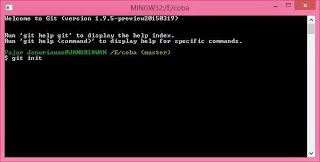 MINGW32:/E/coba
Welcome to Git (version 1.9.5-preview20150319)
Run 'git help git' to display the help index.
Run 'git help <command>' to display help for specific commands.
Fajar Januriawan@JANURIAWAN /E/coba (master)
$ git init